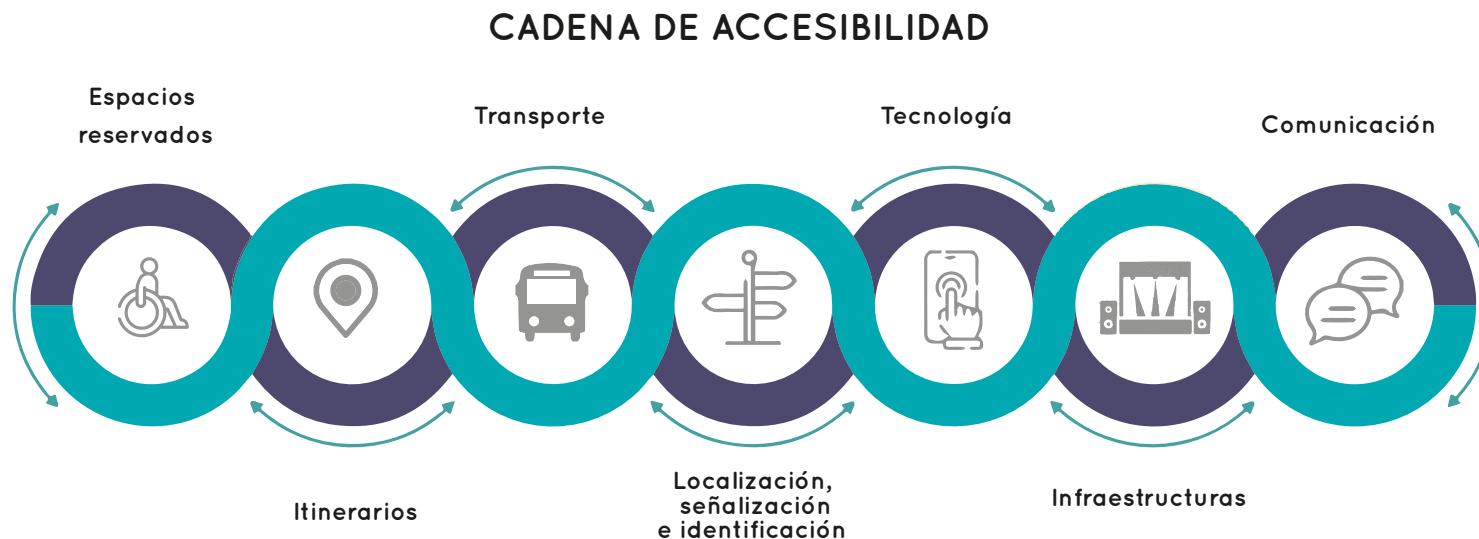 CADENA DE ACCESIBILIDAD
Espacios
reservados
Transporte
Tecnología
Comunicación
Itinerarios
Localización,
señalización
e identificación
Infraestructuras